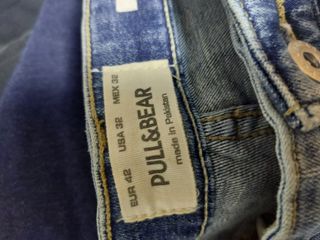 PULL&BEAR
made in Pakistan
EUR 42 USA 32 MEX 32